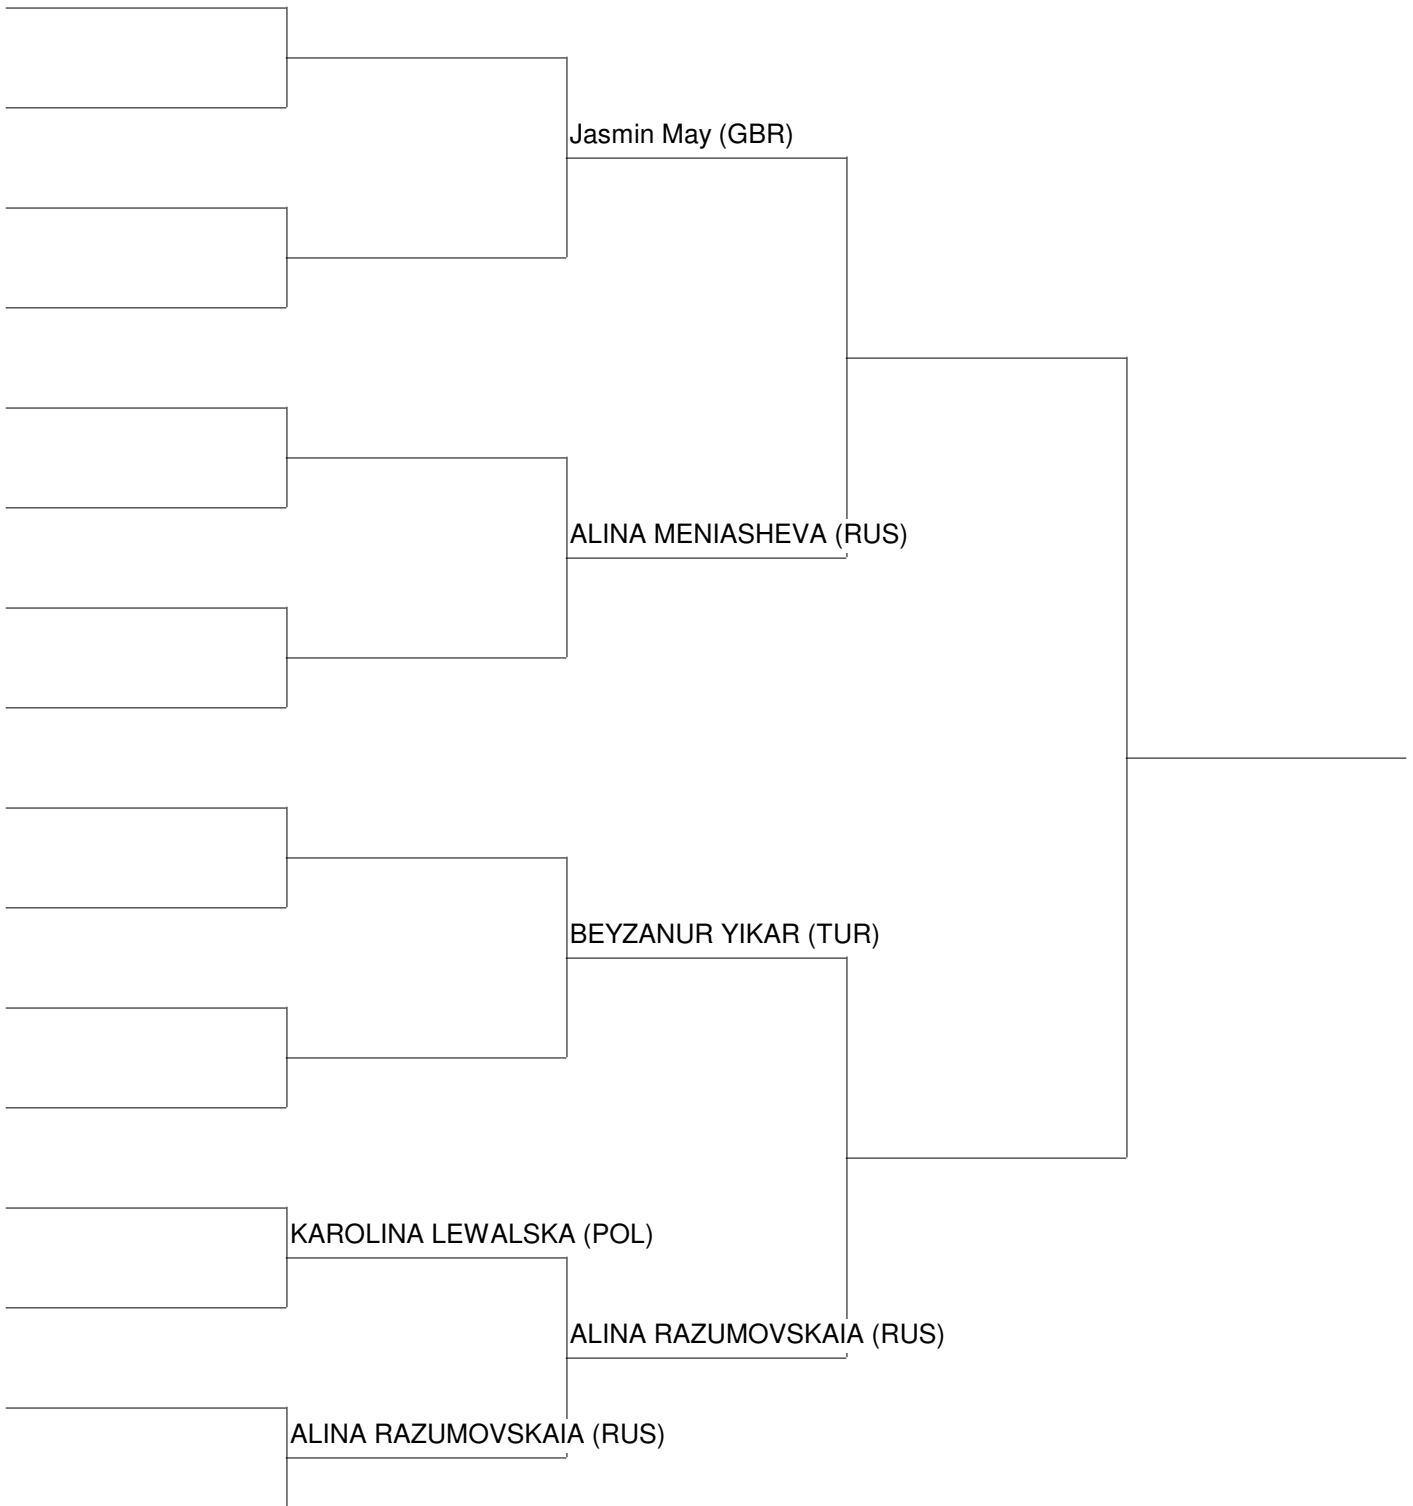 Jasmin May (GBR)
ALINA MENIASHEVA (RUS)
BEYZANUR YIKAR (TUR)
KAROLINA LEWALSKA (POL)
ALINA RAZUMOVSKAIA (RUS)
ALINA RAZUMOVSKAIA (RUS)